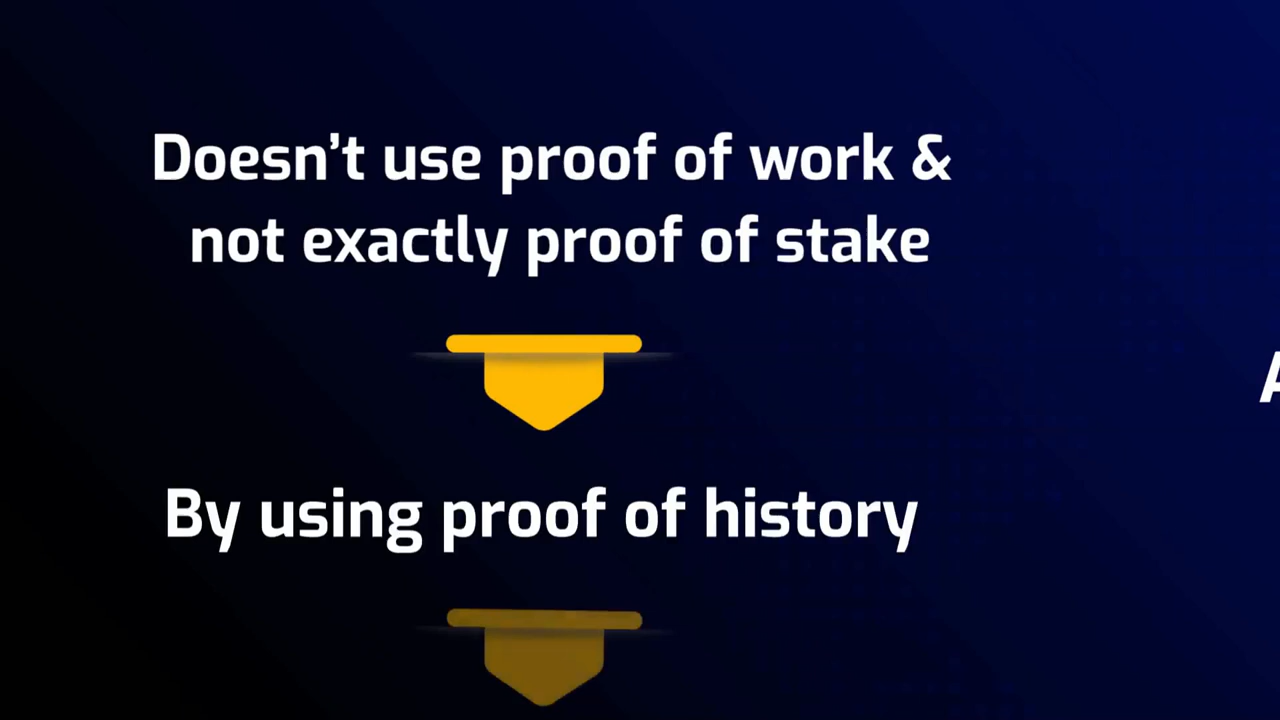 Doesn’t use proof of work &
not exactly proof of stake
By using proof of history
A